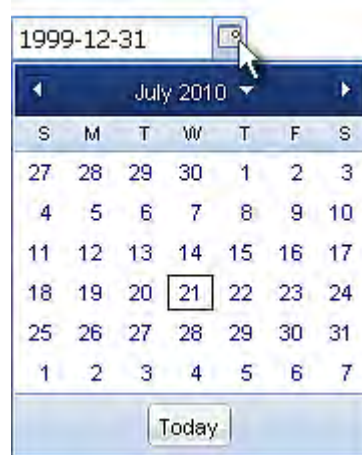 1999-12-31
July 2010
S M T W T F S
27 28 29 30 1 2 3
4 5 6 7 8 9 10
11 12 13 14 15 16 17
18 19 20 21 22 23 24
25 26 27 28 29 30 31
1 2 3 4 5 6 7
Today